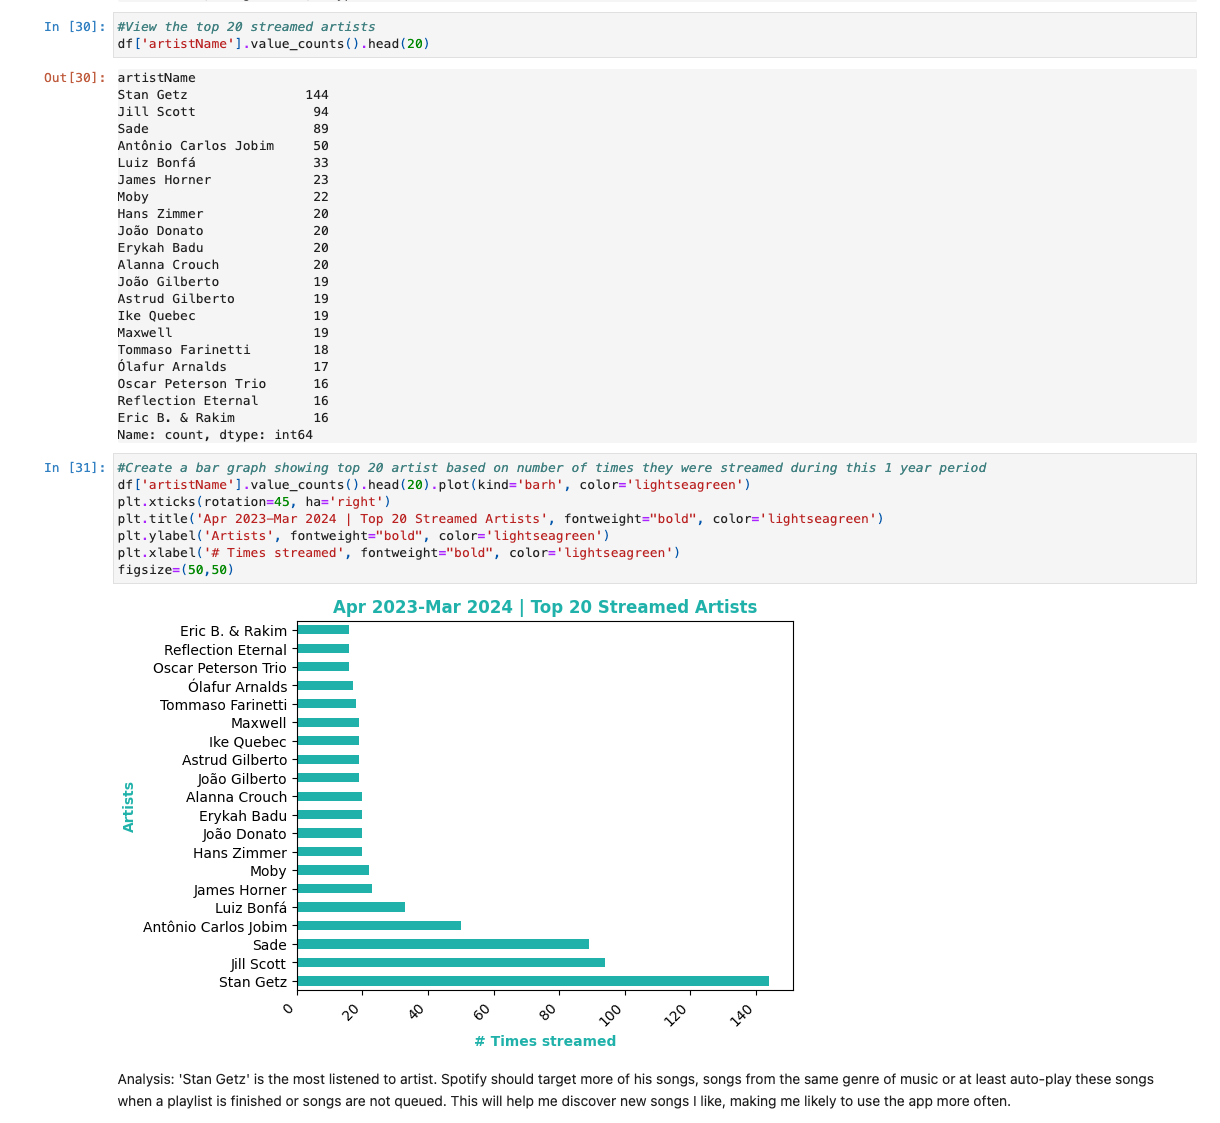 In [30]: #View the top 20 streamed artists
df['artistName'].value_counts().head(20)
Out[30]: artistName
Stan Getz 144
Jill Scott 94
Sade 89
Antônio Carlos Jobim 50
Luiz Bonfá 33
James Horner 23
Moby 22
Hans Zimmer 20
João Donato 20
Erykah Badu 20
Alanna Crouch 20
João Gilberto 19
Astrud Gilberto 19
Ike Quebec 19
Maxwell 19
Tommaso Farinetti 18
Ólafur Arnalds 17
Oscar Peterson Trio 16
Reflection Eternal 16
Eric B. & Rakim 16
Name: count, dtype: int64
In [31]: #Create a bar graph showing top 20 artist based on number of times they were streamed during this 1 year period
df['artistName'].value_counts().head(20).plot(kind='barh', color='lightseagreen')
plt.xticks(rotation=45, ha='right')
plt.title('Apr 2023-Mar 2024 | Top 20 Streamed Artists', fontweight="bold", color='lightseagreen')
plt.ylabel('Artists', fontweight="bold", color='lightseagreen')
plt.xlabel('# Times streamed', fontweight="bold", color='lightseagreen')
figsize=(50,50)
Apr 2023-Mar 2024 | Top 20 Streamed Artists
Eric B. & Rakim
Reflection Eternal
Oscar Peterson Trio
Ólafur Arnalds
Tommaso Farinetti
Maxwell
Ike Quebec
Astrud Gilberto
João Gilberto
Alanna Crouch
Erykah Badu
João Donato
Hans Zimmer
Moby
James Horner
Luiz Bonfá
Antônio Carlos Jobim
Sade
Jill Scott
Stan Getz
Artists
0 20 40 60 80 100 120 140
# Times streamed
Analysis: 'Stan Getz' is the most listened to artist. Spotify should target more of his songs, songs from the same genre of music or at least auto-play these songs
when a playlist is finished or songs are not queued. This will help me discover new songs I like, making me likely to use the app more often.